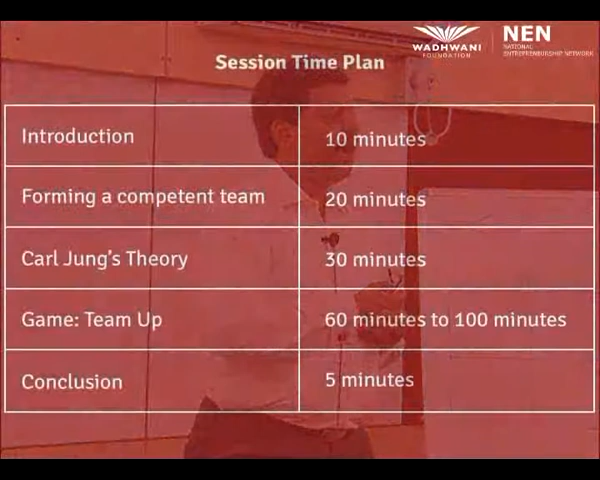 WADHWANI
FOUNDATION
NEN
NATIONAL
ENTREPRENEURSHIP NETWORK
Session Time Plan
Introduction 10 minutes
Forming a competent team 20 minutes
Carl Jung's Theory 30 minutes
Game: Team Up 60 minutes to 100 minutes
Conclusion 5 minutes